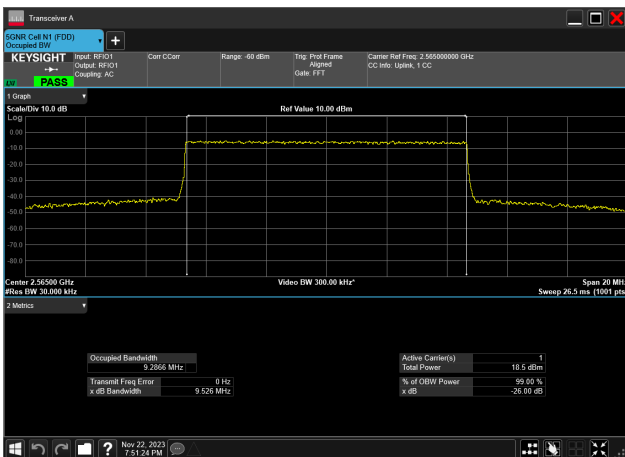 Transceiver A
5GNR Cell N1 (FDD)
Occupied BW
KEYSIGHT
PASS
Input: RFIO1
Output: RFIO1
Coupling: AC
Corr CCorr
Range: -60 dBm
Trig: Prot Frame
Aligned
Gate: FFT
Carrier Ref Freq: 2.565000000 GHz
CC Info: Uplink, 1 CC
1 Graph
Scale/Div 10.0 dB
Ref Value 10.00 dBm
Log
0.00
-10.0
-20.0
-30.0
-40.0
-50.0
-60.0
-70.0
-80.0
Center 2.56500 GHz
Video BW 300.00 kHz*
Span 20 MHz
#Res BW 30.000 kHz
Sweep 26.5 ms (1001 pts
2 Metrics
Occupied Bandwidth
9.2866 MHz
Transmit Freq Error 0 Hz
x dB Bandwidth 9.526 MHz
Active Carrier(s) 1
Total Power 18.5 dBm
% of OBW Power 99.00 %
x dB -26.00 dB
Nov 22, 2023
7:51:24 PM